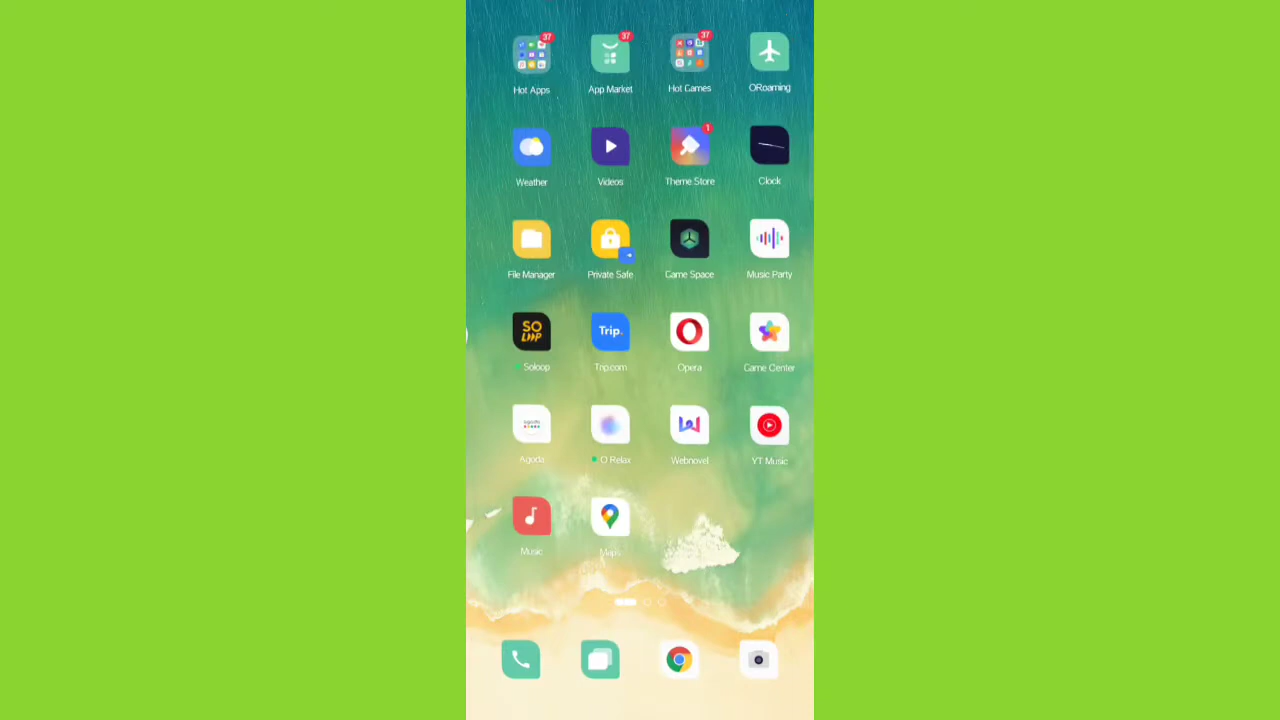 37 37 37
Hot Apps App Market Hot Games ORoaming
1
Weather Videos Theme Store Clock
File Manager Private Safe Game Space Music Party
SO
LOOP
Trip.
Soloop Trip.com Opera Game Center
agoda
Agoda O Relax Webnovel YT Music
Music Maps